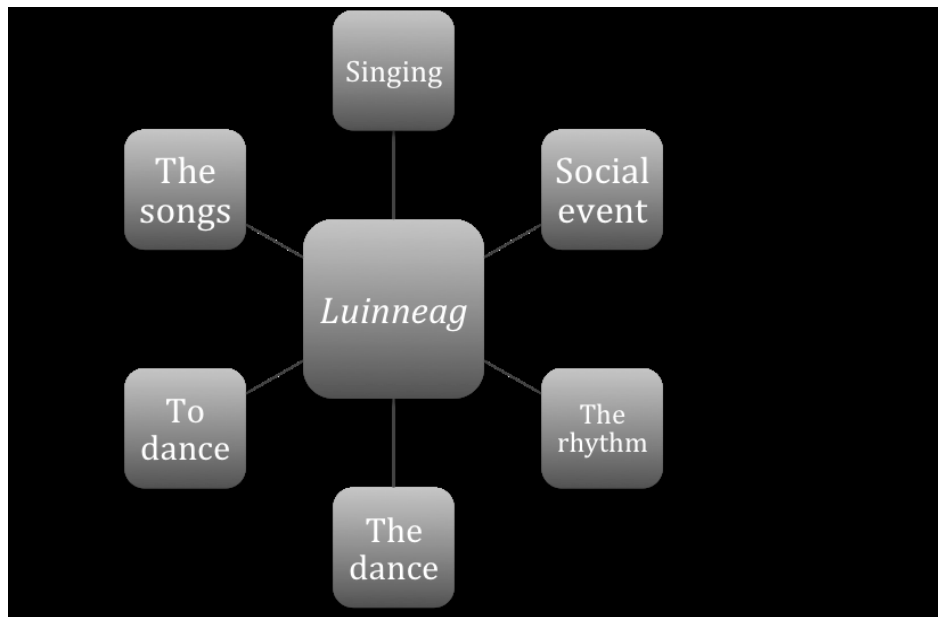 Singing
The
songs
Social
event
Luinneag
To
dance
The
rhythm
The
dance